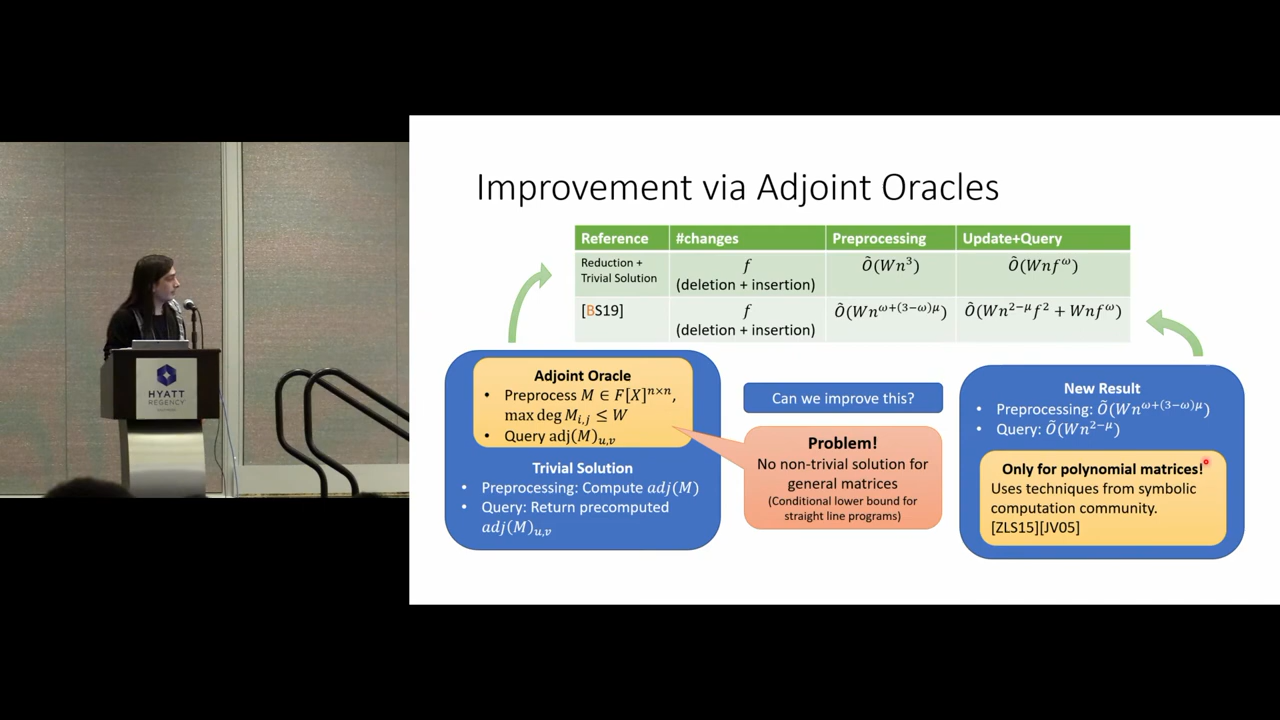 Improvement via Adjoint Oracles
Reference #changes Preprocessing Update+Query
Reduction + Trivial Solution f (deletion + insertion) Õ(Wn³) Õ(Wnf^ω)
[BS19] f (deletion + insertion) Õ(Wn^{ω+(3−ω)μ}) Õ(Wn^{2−μ}f² + Wnf^ω)
Adjoint Oracle
• Preprocess M ∈ F[X]^{n×n},
max deg M_{i,j} ≤ W
• Query adj(M)_{u,v}
Trivial Solution
• Preprocessing: Compute adj(M)
• Query: Return precomputed
adj(M)_{u,v}
Can we improve this?
Problem!
No non-trivial solution for
general matrices
(Conditional lower bound for
straight line programs)
New Result
• Preprocessing: Õ(Wn^{ω+(3−ω)μ})
• Query: Õ(Wn^{2−μ})
Only for polynomial matrices!
Uses techniques from symbolic
computation community.
[ZLS15][JV05]
HYATT
REGENCY